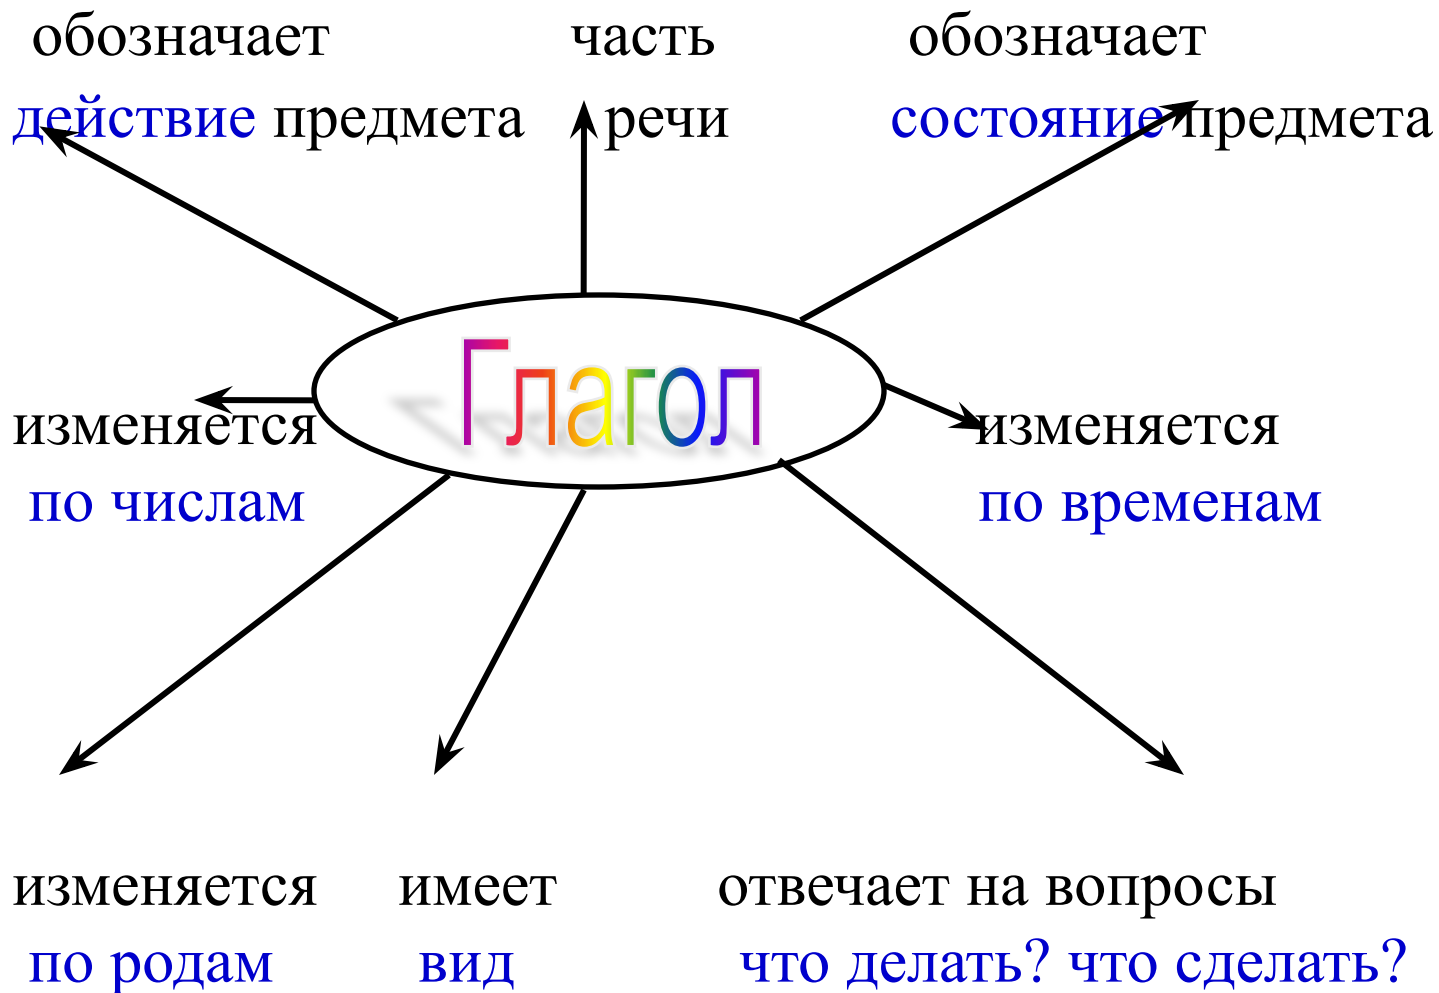 обозначает часть обозначает
действие предмета речи состояние предмета
Глагол
изменяется изменяется
по числам по временам
изменяется имеет отвечает на вопросы
по родам вид что делать? что сделать?